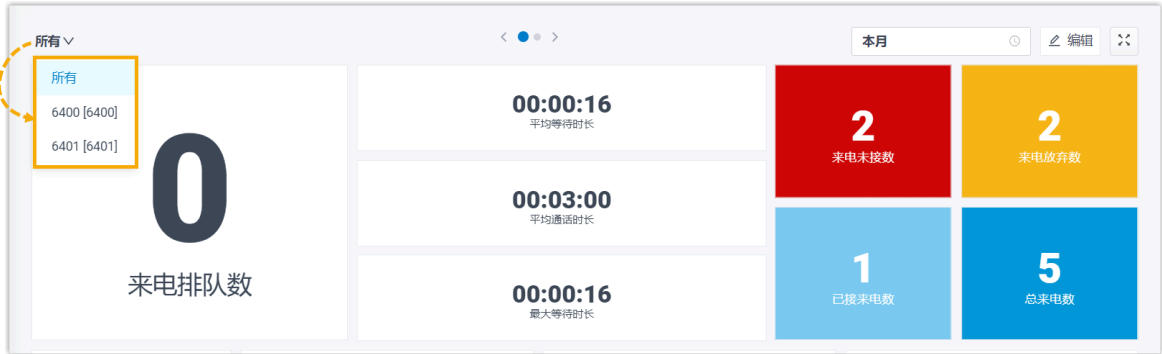 所有
本月
编辑
所有
6400 [6400]
6401 [6401]
0
来电排队数
00:00:16
平均等待时长
00:03:00
平均通话时长
00:00:16
最大等待时长
2
来电未接数
2
来电放弃数
1
已接来电数
5
总来电数